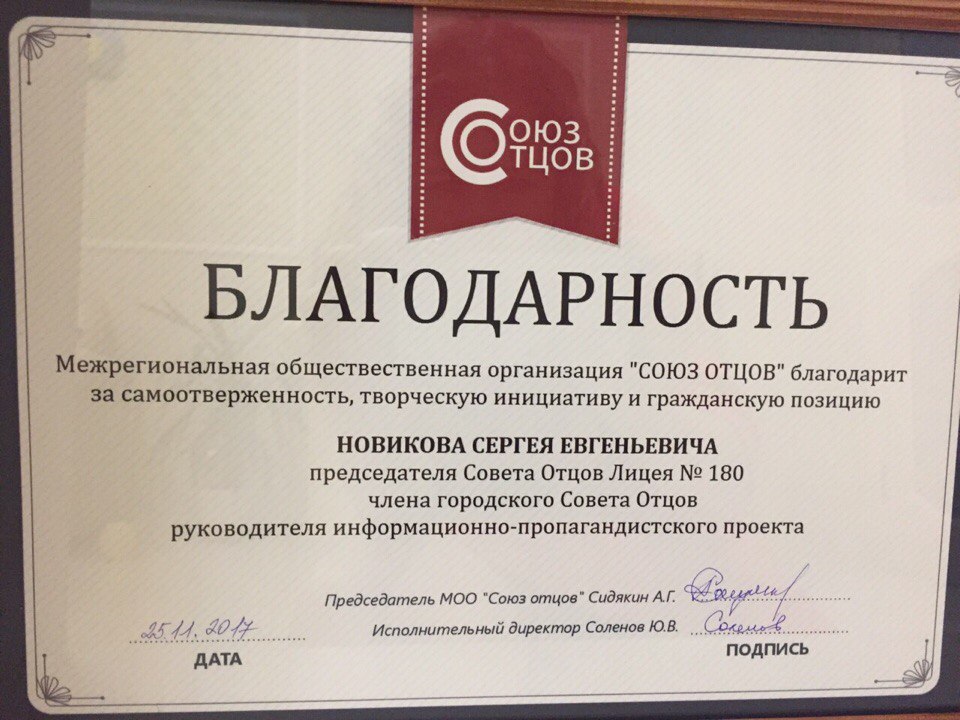 СОЮЗ
ОТЦОВ
БЛАГОДАРНОСТЬ
Межрегиональная обществественная организация "СОЮЗ ОТЦОВ" благодарит
за самоотверженность, творческую инициативу и гражданскую позицию
НОВИКОВА СЕРГЕЯ ЕВГЕНЬЕВИЧА
председателя Совета Отцов Лицея № 180
члена городского Совета Отцов
руководителя информационно-пропагандистского проекта
Председатель МОО "Союз отцов" Сидякин А.Г.
25.11.2017 Исполнительный директор Соленов Ю.В. Соленов
ДАТА ПОДПИСЬ